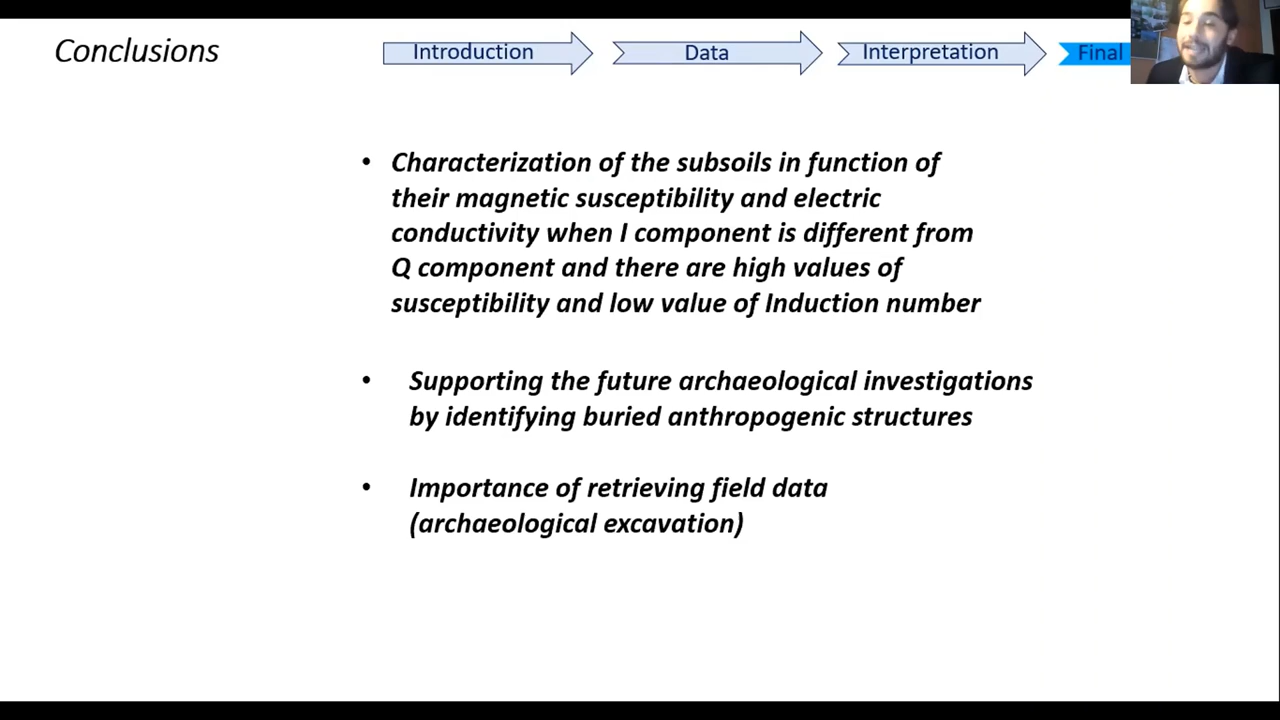 Conclusions
Introduction
Data
Interpretation
Final
• Characterization of the subsoils in function of
their magnetic susceptibility and electric
conductivity when I component is different from
Q component and there are high values of
susceptibility and low value of Induction number
• Supporting the future archaeological investigations
by identifying buried anthropogenic structures
• Importance of retrieving field data
(archaeological excavation)